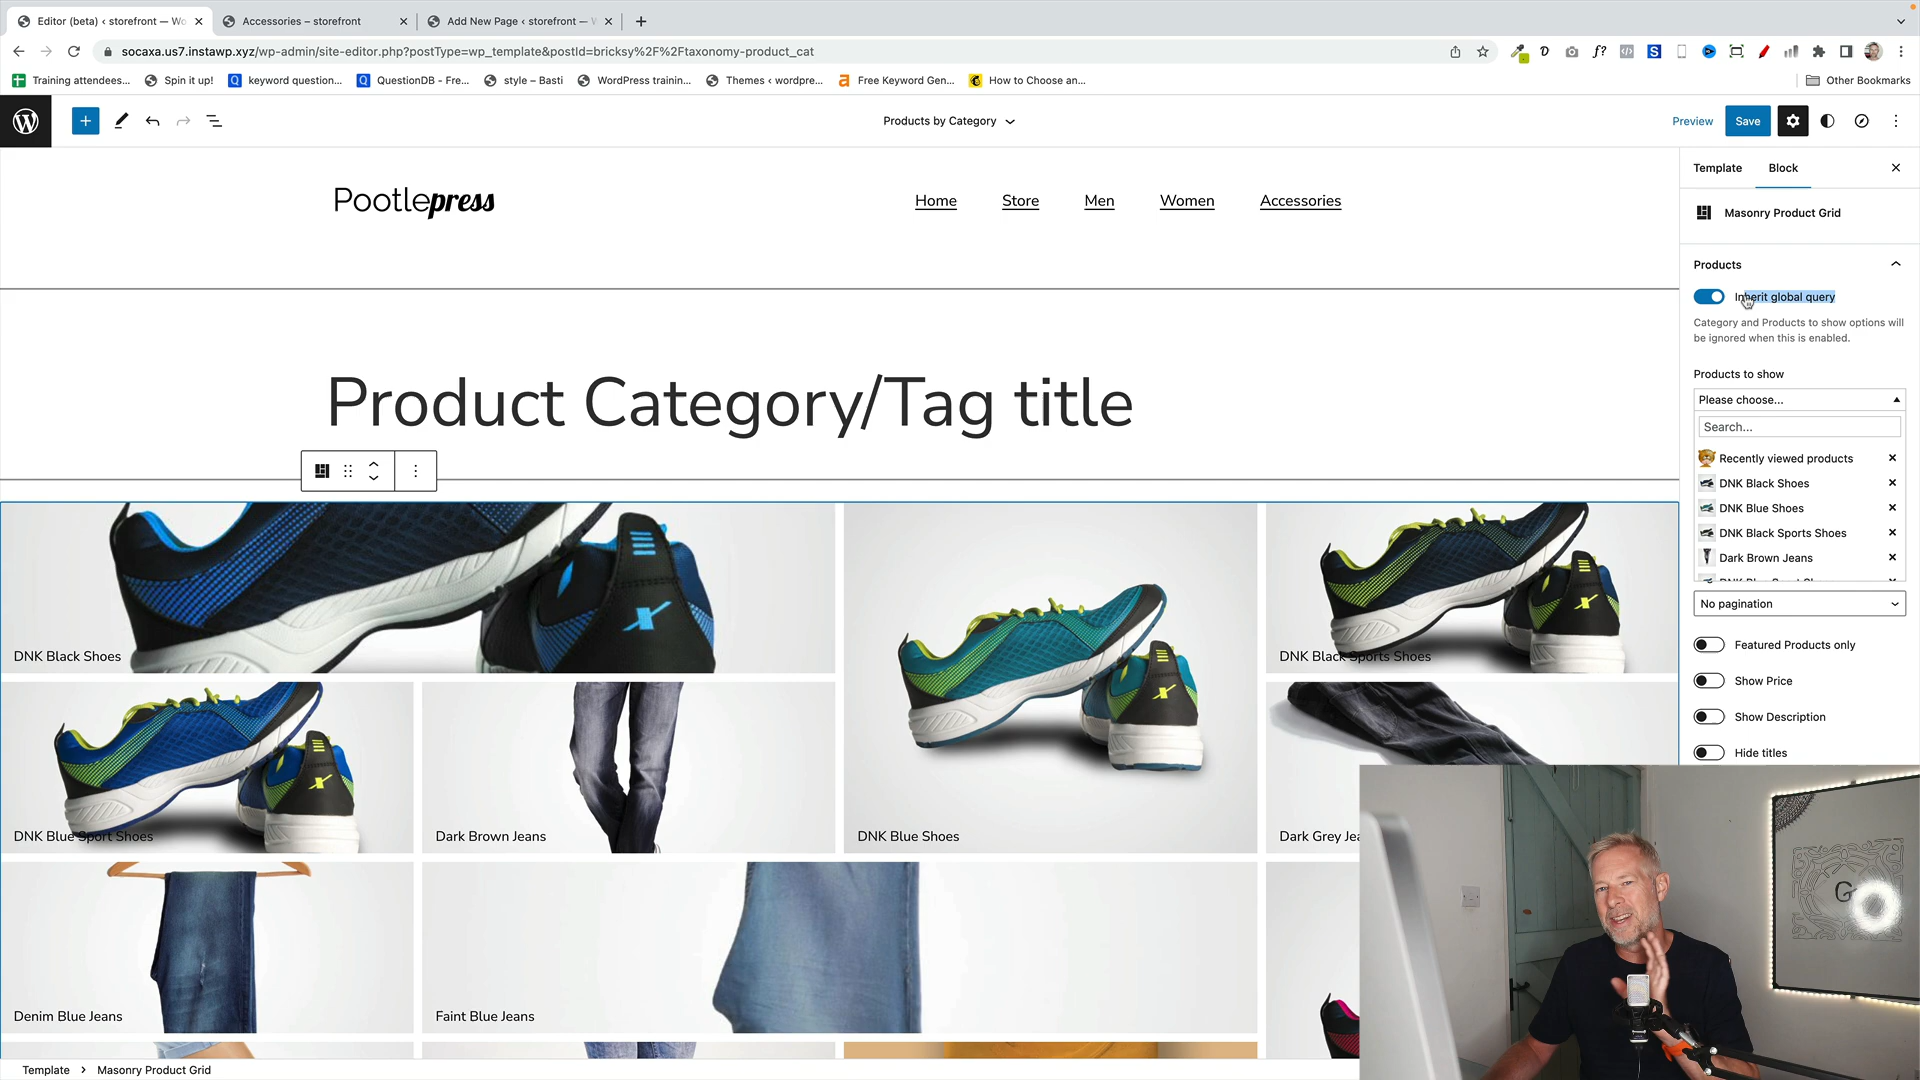 Editor (beta) ‹ storefront — Wo
Accessories – storefront
Add New Page ‹ storefront — W
socaxa.us7.instawp.xyz/wp-admin/site-editor.php?postType=wp_template&postId=bricksy%2F%2Ftaxonomy-product_cat
Training attendees...
Spin it up!
keyword question...
QuestionDB - Fre...
style – Basti
WordPress trainin...
Themes ‹ wordpre...
Free Keyword Gen...
How to Choose an...
Other Bookmarks
Products by Category
Preview
Save
Pootlepress
Home
Store
Men
Women
Accessories
Template
Block
Masonry Product Grid
Products
Inherit global query
Category and Products to show options will
be ignored when this is enabled.
Products to show
Please choose...
Search...
Recently viewed products
DNK Black Shoes
DNK Blue Shoes
DNK Black Sports Shoes
Dark Brown Jeans
No pagination
Featured Products only
Show Price
Show Description
Hide titles
Product Category/Tag title
DNK Black Shoes
DNK Black Sports Shoes
DNK Blue Sport Shoes
Dark Brown Jeans
DNK Blue Shoes
Dark Grey Jea
Denim Blue Jeans
Faint Blue Jeans
G
Template
Masonry Product Grid